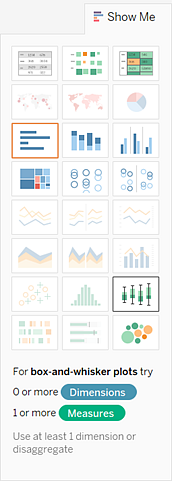 Show Me
For box-and-whisker plots try
0 or more Dimensions
1 or more Measures
Use at least 1 dimension or
disaggregate